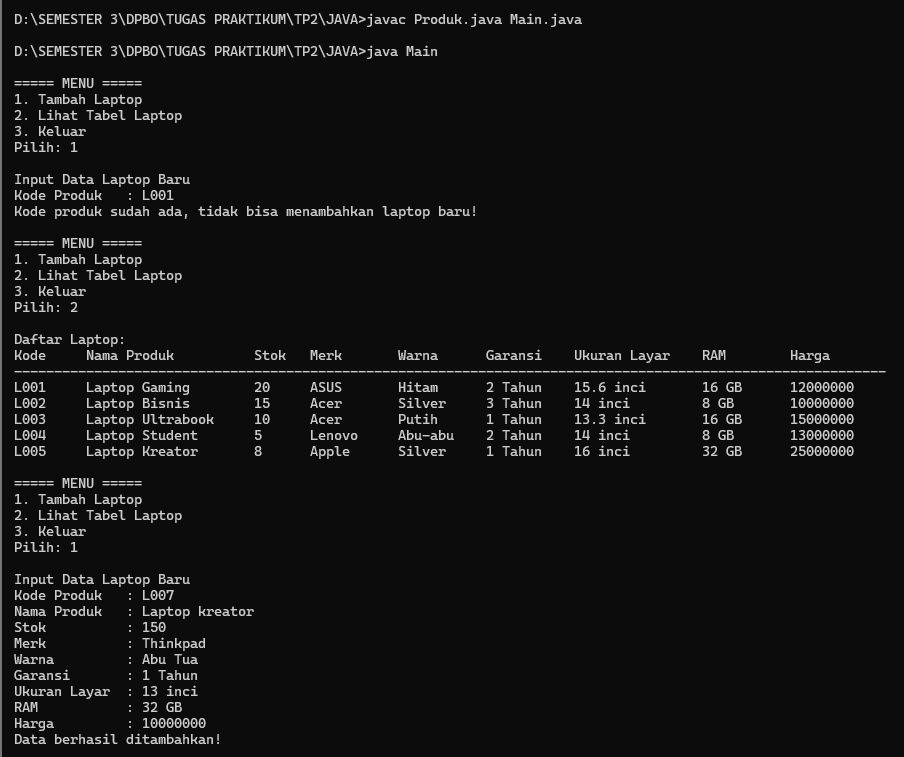 D:\SEMESTER 3\DPBO\TUGAS PRAKTIKUM\TP2\JAVA>javac Produk.java Main.java

D:\SEMESTER 3\DPBO\TUGAS PRAKTIKUM\TP2\JAVA>java Main

===== MENU =====
1. Tambah Laptop
2. Lihat Tabel Laptop
3. Keluar
Pilih: 1

Input Data Laptop Baru
Kode Produk   : L001
Kode produk sudah ada, tidak bisa menambahkan laptop baru!

===== MENU =====
1. Tambah Laptop
2. Lihat Tabel Laptop
3. Keluar
Pilih: 2

Daftar Laptop:
Kode     Nama Produk          Stok   Merk       Warna      Garansi    Ukuran Layar    RAM        Harga
-------------------------------------------------------------------------------------------------------------
L001     Laptop Gaming        20     ASUS       Hitam      2 Tahun    15.6 inci       16 GB      12000000
L002     Laptop Bisnis        15     Acer       Silver     3 Tahun    14 inci         8 GB       10000000
L003     Laptop Ultrabook     10     Acer       Putih      1 Tahun    13.3 inci       16 GB      15000000
L004     Laptop Student       5      Lenovo     Abu-abu    2 Tahun    14 inci         8 GB       13000000
L005     Laptop Kreator       8      Apple      Silver     1 Tahun    16 inci         32 GB      25000000

===== MENU =====
1. Tambah Laptop
2. Lihat Tabel Laptop
3. Keluar
Pilih: 1

Input Data Laptop Baru
Kode Produk   : L007
Nama Produk   : Laptop kreator
Stok          : 150
Merk          : Thinkpad
Warna         : Abu Tua
Garansi       : 1 Tahun
Ukuran Layar  : 13 inci
RAM           : 32 GB
Harga         : 10000000
Data berhasil ditambahkan!